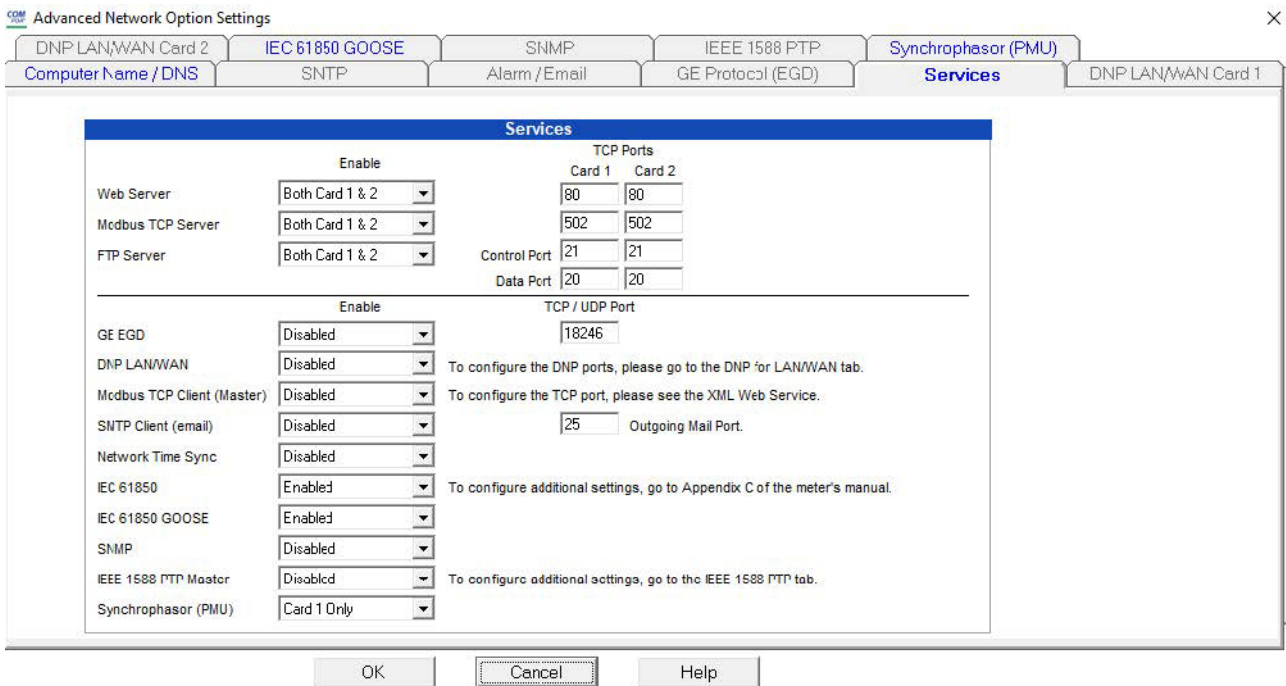 COM
Advanced Network Option Settings
DNP LAN/WAN Card 2 IEC 61850 GOOSE SNMP IEEE 1588 PTP Synchrophasor (PMU)
Computer Name / DNS SNTP Alarm / Email GE Protocol (EGD) Services DNP LAN/WAN Card 1
Services
TCP Ports
Enable Card 1 Card 2
Web Server Both Card 1 & 2 80 80
Modbus TCP Server Both Card 1 & 2 502 502
FTP Server Both Card 1 & 2 Control Port 21 21
Data Port 20 20
Enable TCP / UDP Port
GE EGD Disabled 18246
DNP LAN/WAN Disabled To configure the DNP ports, please go to the DNP for LAN/WAN tab.
Modbus TCP Client (Master) Disabled To configure the TCP port, please see the XML Web Service.
SMTP Client (email) Disabled 25 Outgoing Mail Port.
Network Time Sync Disabled
IEC 61850 Enabled To configure additional settings, go to Appendix C of the meter's manual.
IEC 61850 GOOSE Enabled
SNMP Disabled
IEEE 1588 PTP Master Disabled To configure additional settings, go to the IEEE 1588 PTP tab.
Synchrophasor (PMU) Card 1 Only
OK Cancel Help